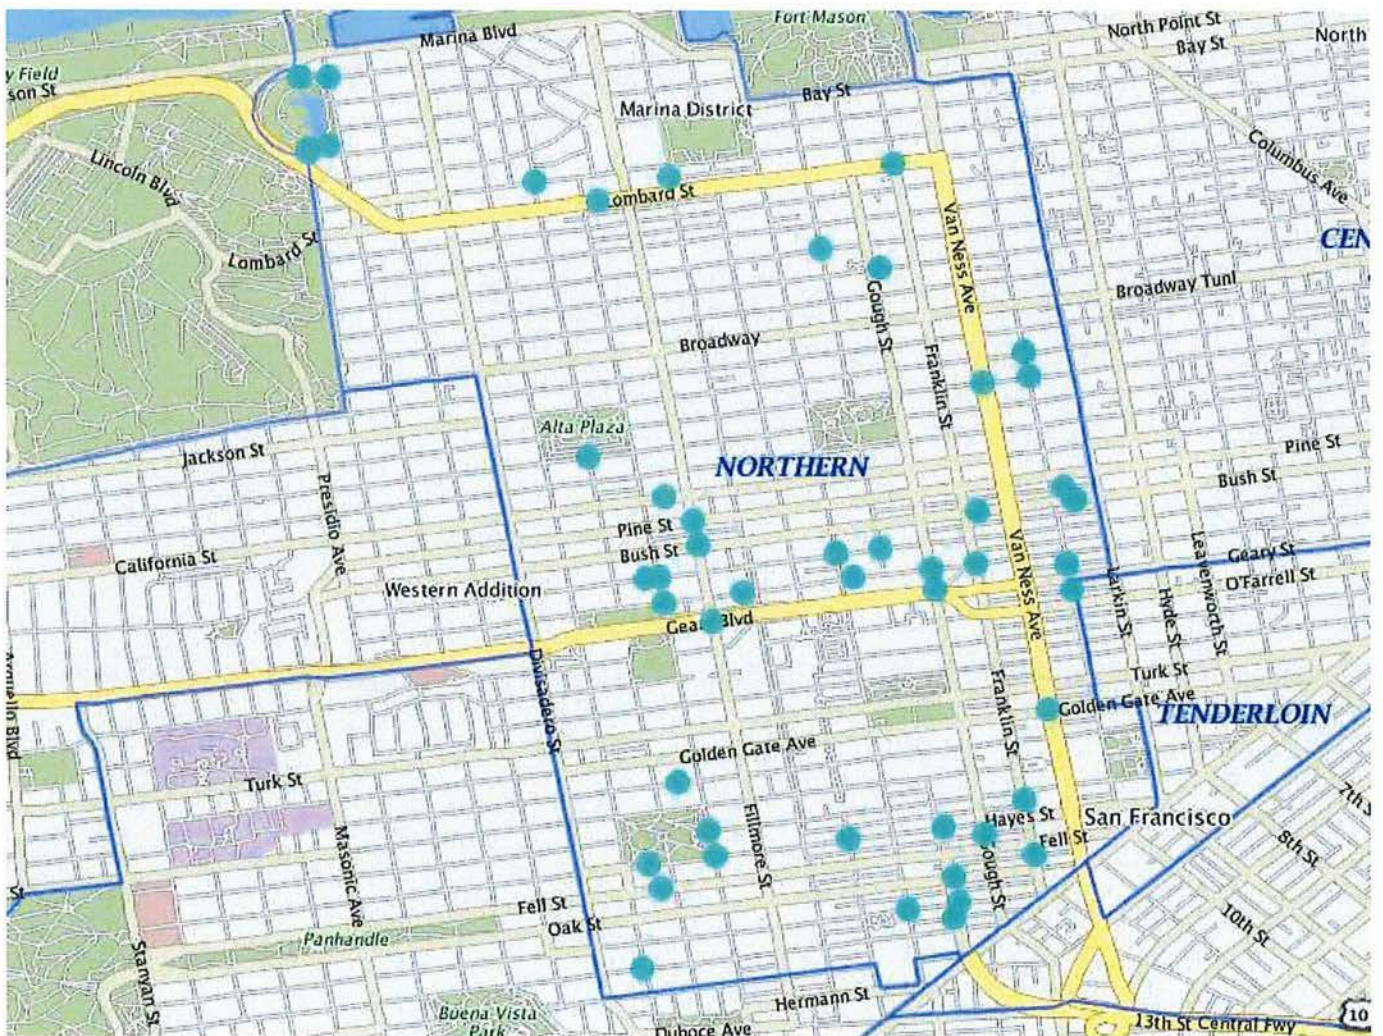 Fort Mason
North Point St
Bay St
North
Marina Blvd
y Field
son St
Marina District
Bay St
Columbus Ave
Lincoln Blvd
Lombard St
Lombard St
Van Ness Ave
CEN
Broadway Tunl
Gough St
Broadway
Franklin St
Alta Plaza
Jackson St
NORTHERN
Pine St
Bush St
Presidio Ave
Pine St
Bush St
California St
Van Ness Ave
Leavenworth St
Geary St
O'Farrell St
Western Addition
Larkin St
Hyde St
Blvd
Divisadero St
Turk St
Franklin St
Golden Gate Ave
TENDERLOIN
Arguello Blvd
Golden Gate Ave
Turk St
7th S
Fillmore St
Hayes St
San Francisco
Masonic Ave
Fell St
8th St
Gough St
St
Fell St
Oak St
10th St
Panhandle
Stanyan St
Hermann St
Buena Vista
Park
Duboce Ave
13th St Central Fwy
10